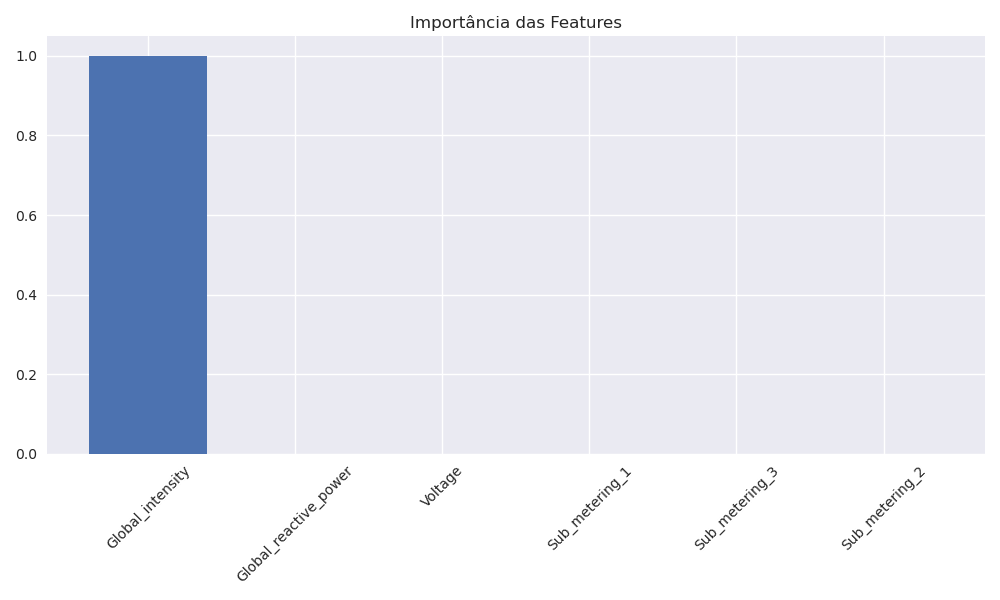 Importância das Features
1.0
0.8
0.6
0.4
0.2
0.0
Global_intensity
Global_reactive_power
Voltage
Sub_metering_1
Sub_metering_3
Sub_metering_2